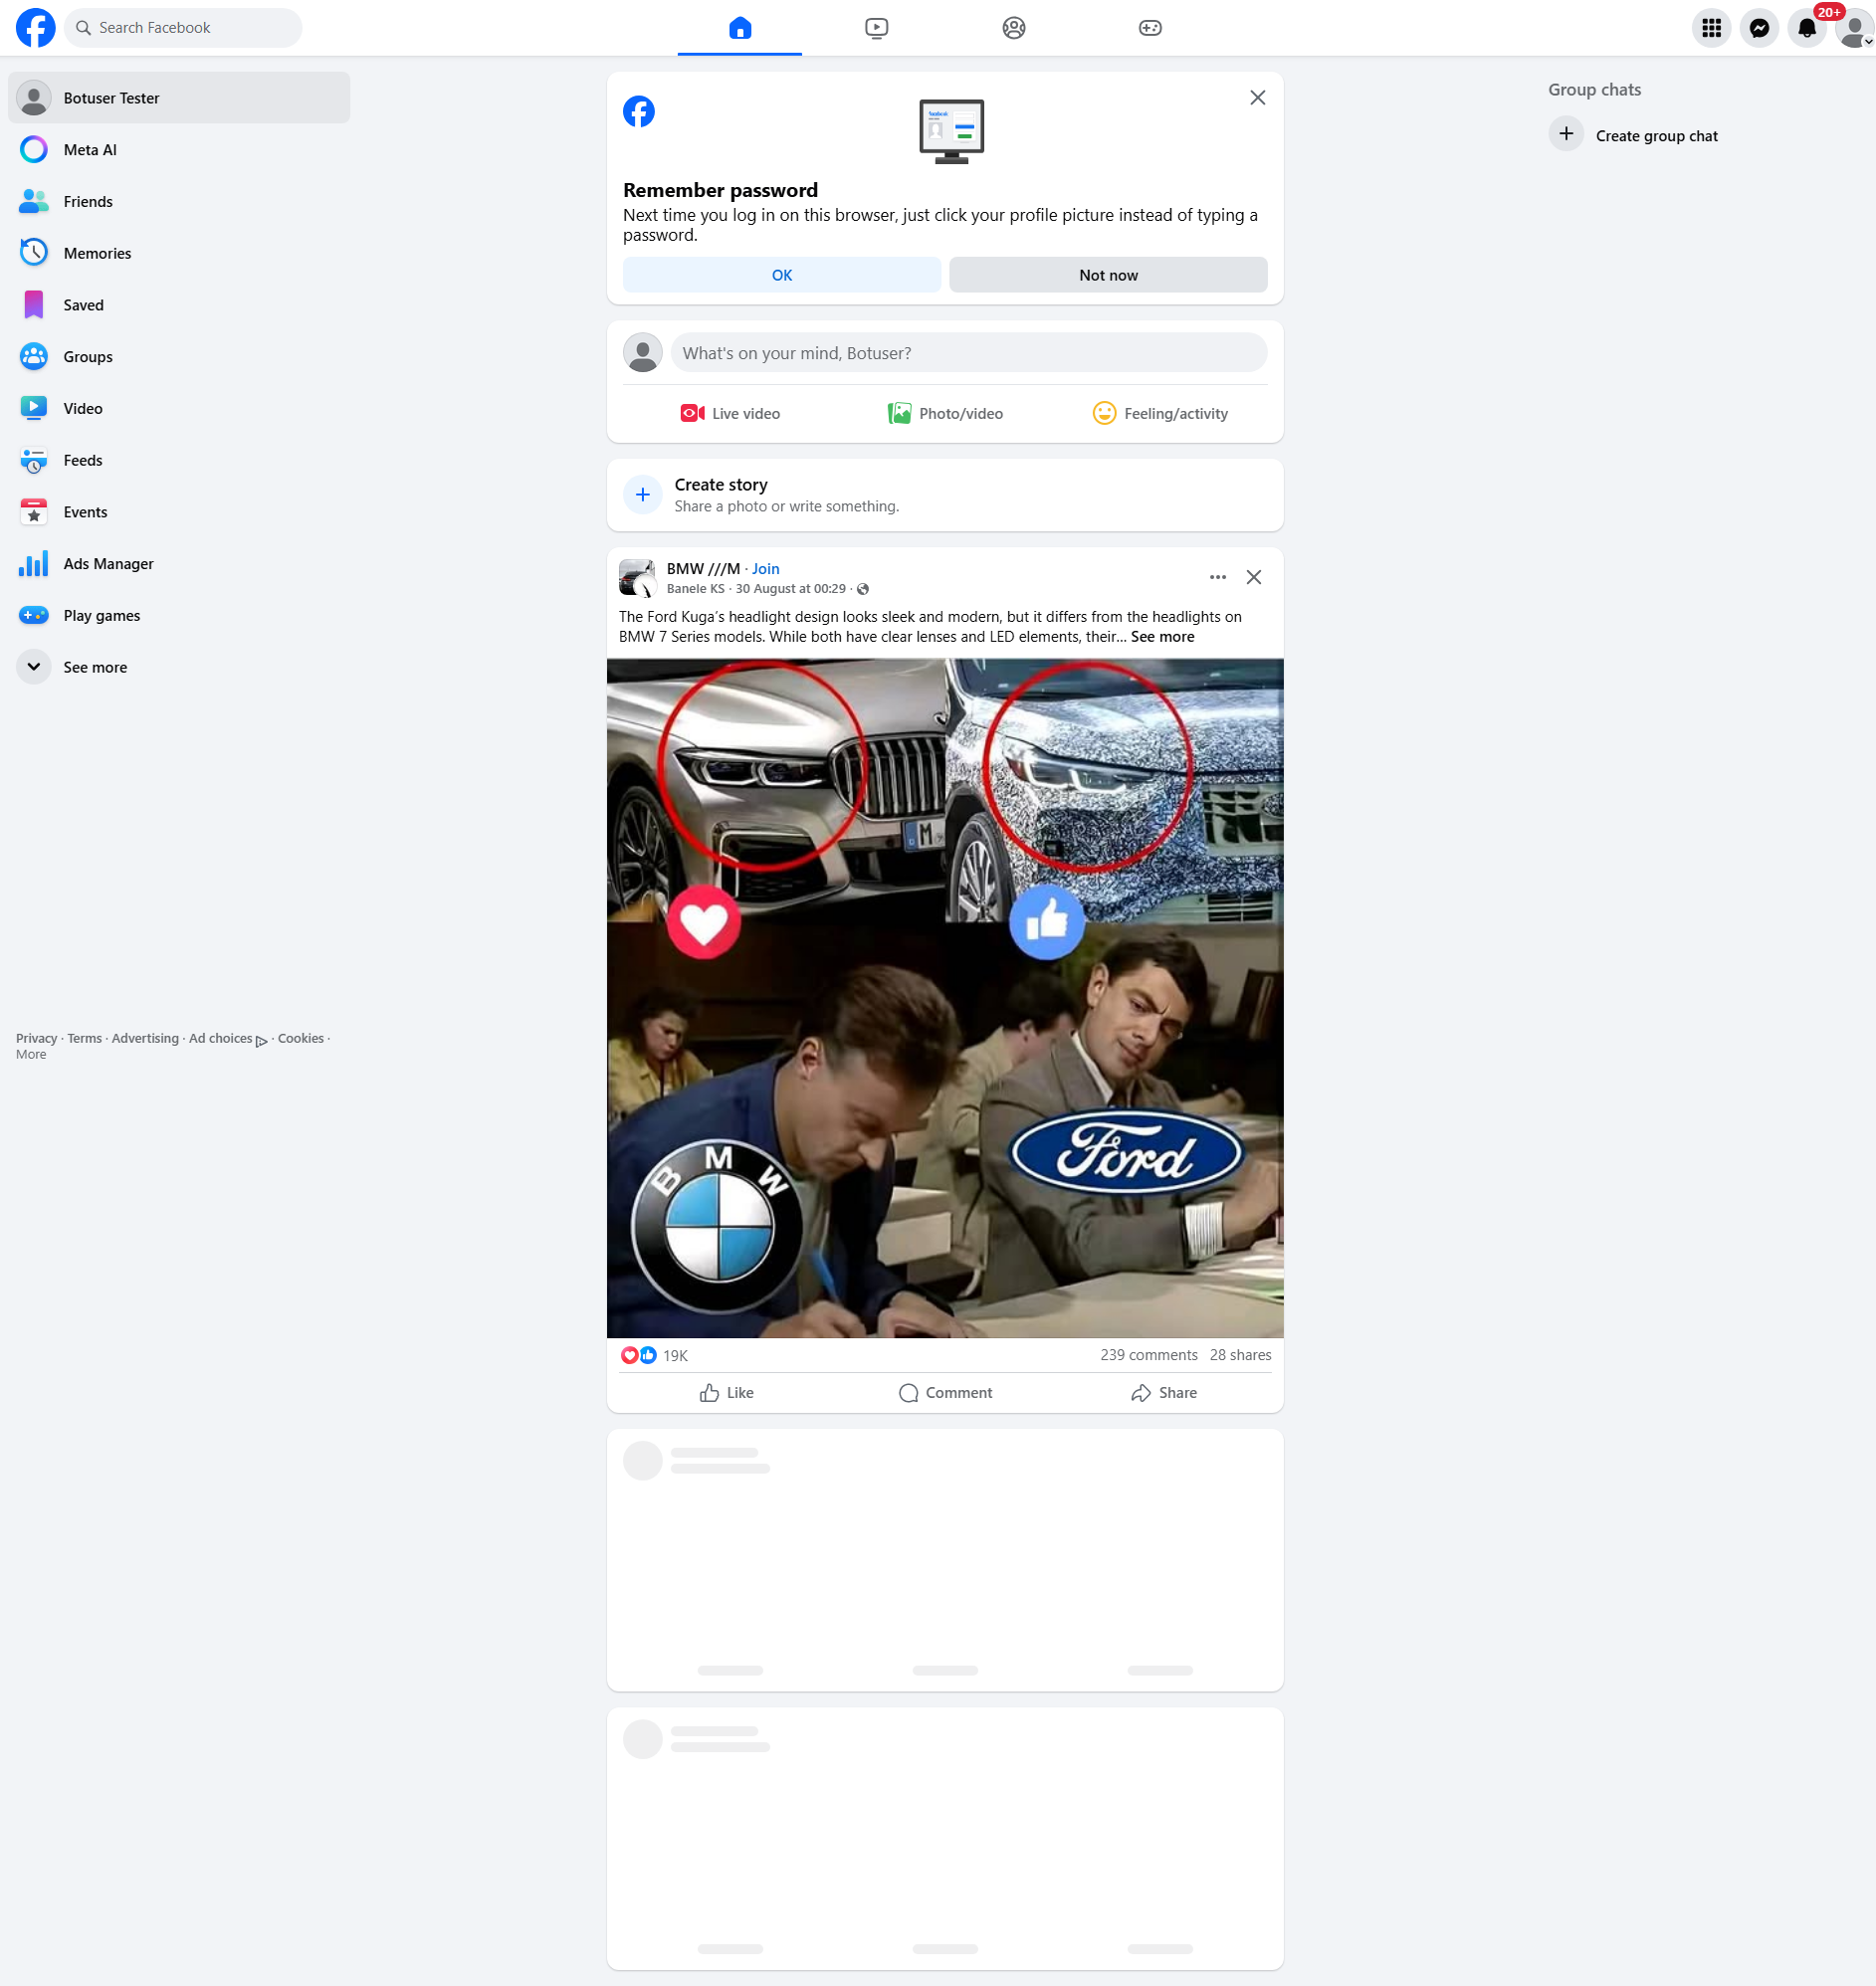 Search Facebook
20+
Botuser Tester
Meta AI
Friends
Memories
Saved
Groups
Video
Feeds
Events
Ads Manager
Play games
See more
Privacy · Terms · Advertising · Ad choices · Cookies ·
More
Remember password
Next time you log in on this browser, just click your profile picture instead of typing a
password.
OK
Not now
What's on your mind, Botuser?
Live video
Photo/video
Feeling/activity
Create story
Share a photo or write something.
BMW ///M · Join
Banele KS · 30 August at 00:29 ·
The Ford Kuga’s headlight design looks sleek and modern, but it differs from the headlights on
BMW 7 Series models. While both have clear lenses and LED elements, their... See more
M
BMW
Ford
19K
239 comments
28 shares
Like
Comment
Share
Group chats
Create group chat